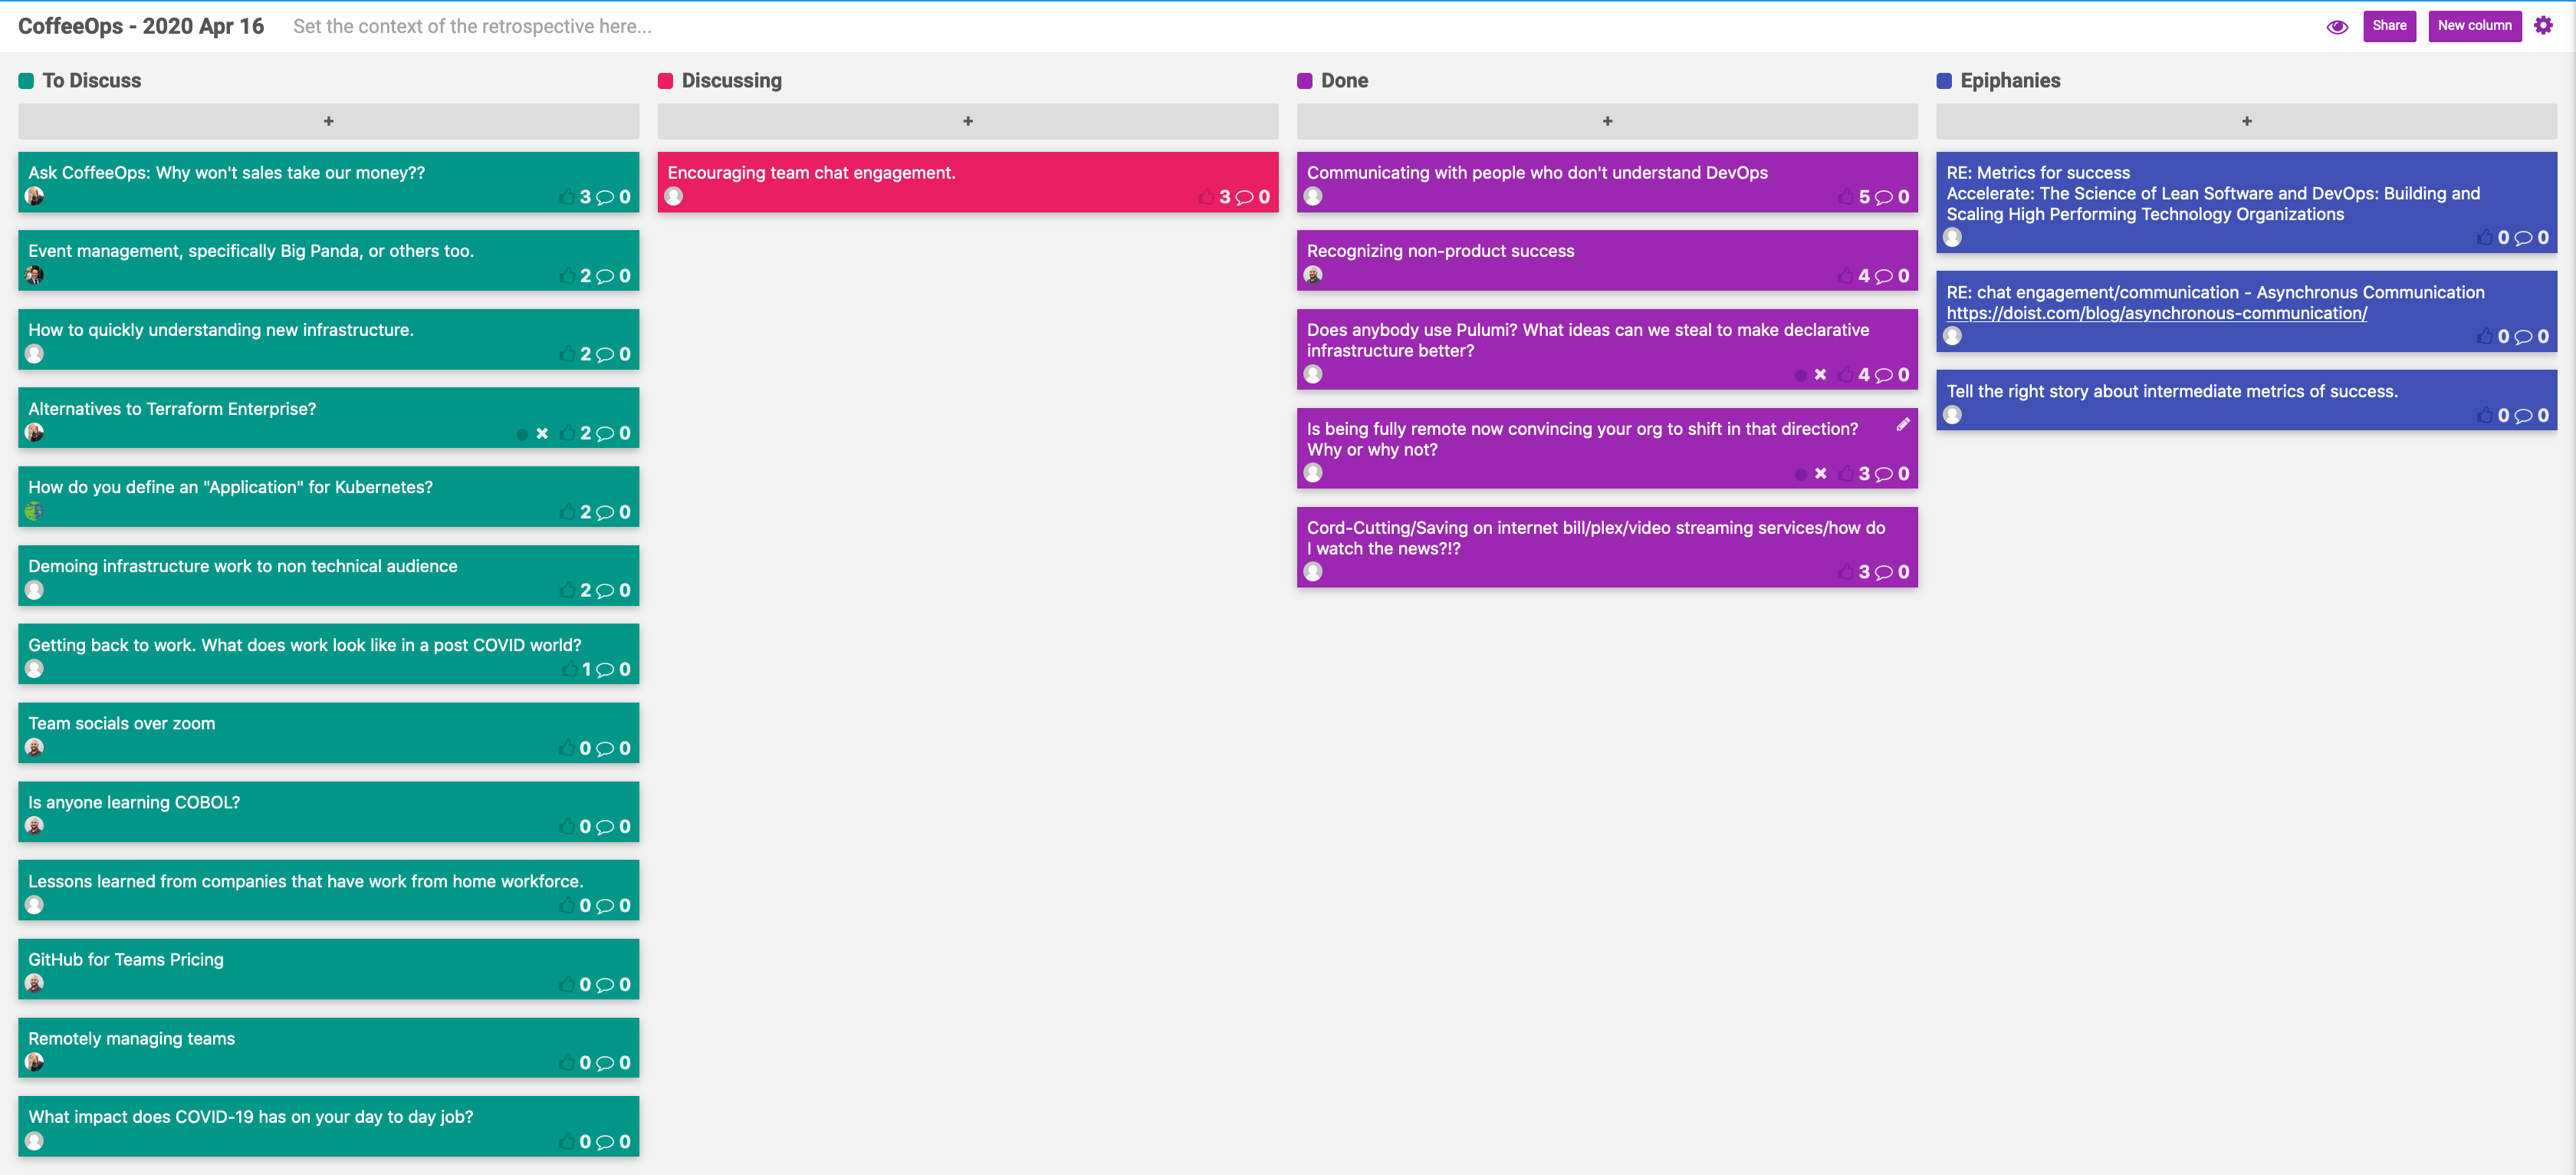 CoffeeOps - 2020 Apr 16
Set the context of the retrospective here...
Share
New column
To Discuss
+
Ask CoffeeOps: Why won't sales take our money??
3 0
Event management, specifically Big Panda, or others too.
2 0
How to quickly understanding new infrastructure.
2 0
Alternatives to Terraform Enterprise?
2 0
How do you define an "Application" for Kubernetes?
2 0
Demoing infrastructure work to non technical audience
2 0
Getting back to work. What does work look like in a post COVID world?
1 0
Team socials over zoom
0 0
Is anyone learning COBOL?
0 0
Lessons learned from companies that have work from home workforce.
0 0
GitHub for Teams Pricing
0 0
Remotely managing teams
0 0
What impact does COVID-19 has on your day to day job?
0 0
Discussing
+
Encouraging team chat engagement.
3 0
Done
+
Communicating with people who don't understand DevOps
5 0
Recognizing non-product success
4 0
Does anybody use Pulumi? What ideas can we steal to make declarative
infrastructure better?
4 0
Is being fully remote now convincing your org to shift in that direction?
Why or why not?
3 0
Cord-Cutting/Saving on internet bill/plex/video streaming services/how do
I watch the news?!?
3 0
Epiphanies
+
RE: Metrics for success
Accelerate: The Science of Lean Software and DevOps: Building and
Scaling High Performing Technology Organizations
0 0
RE: chat engagement/communication - Asynchronus Communication
https://doist.com/blog/asynchronous-communication/
0 0
Tell the right story about intermediate metrics of success.
0 0